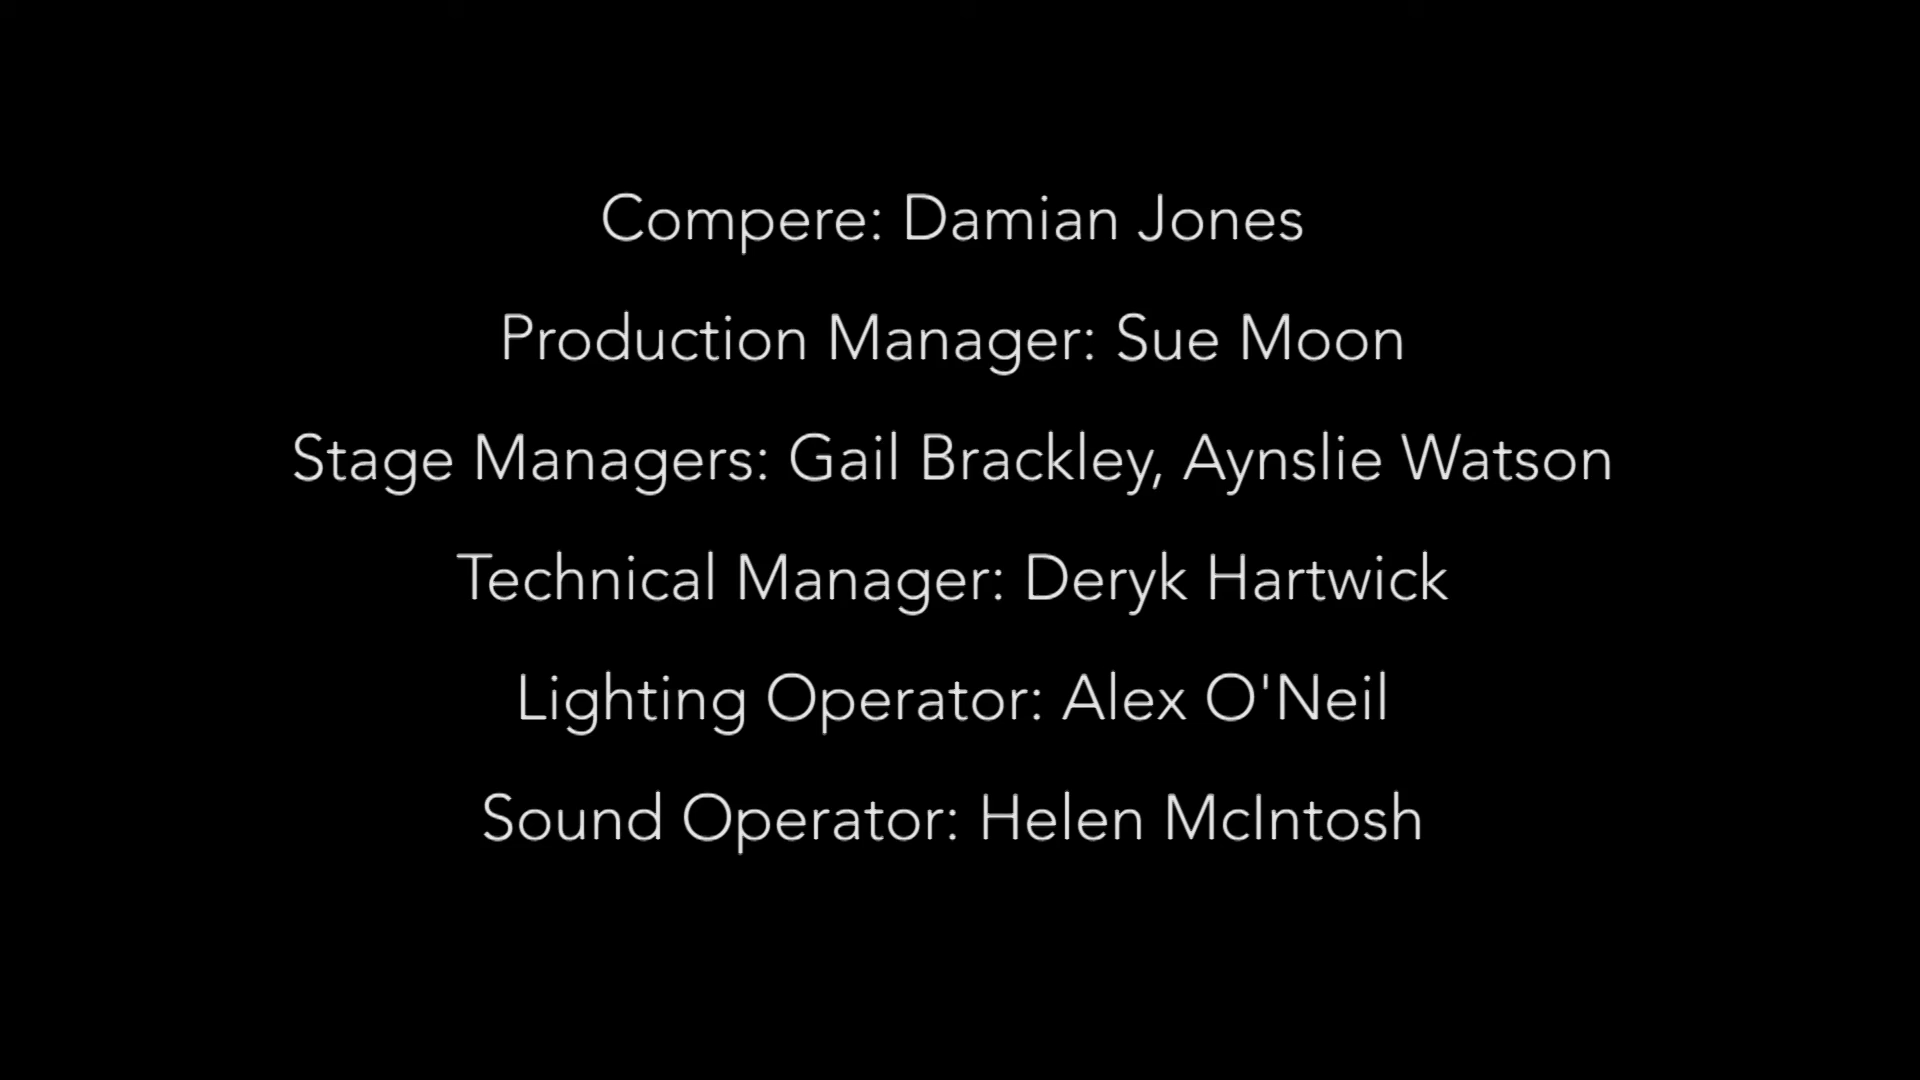 Compere: Damian Jones
Production Manager: Sue Moon
Stage Managers: Gail Brackley, Aynslie Watson
Technical Manager: Deryk Hartwick
Lighting Operator: Alex O'Neil
Sound Operator: Helen McIntosh